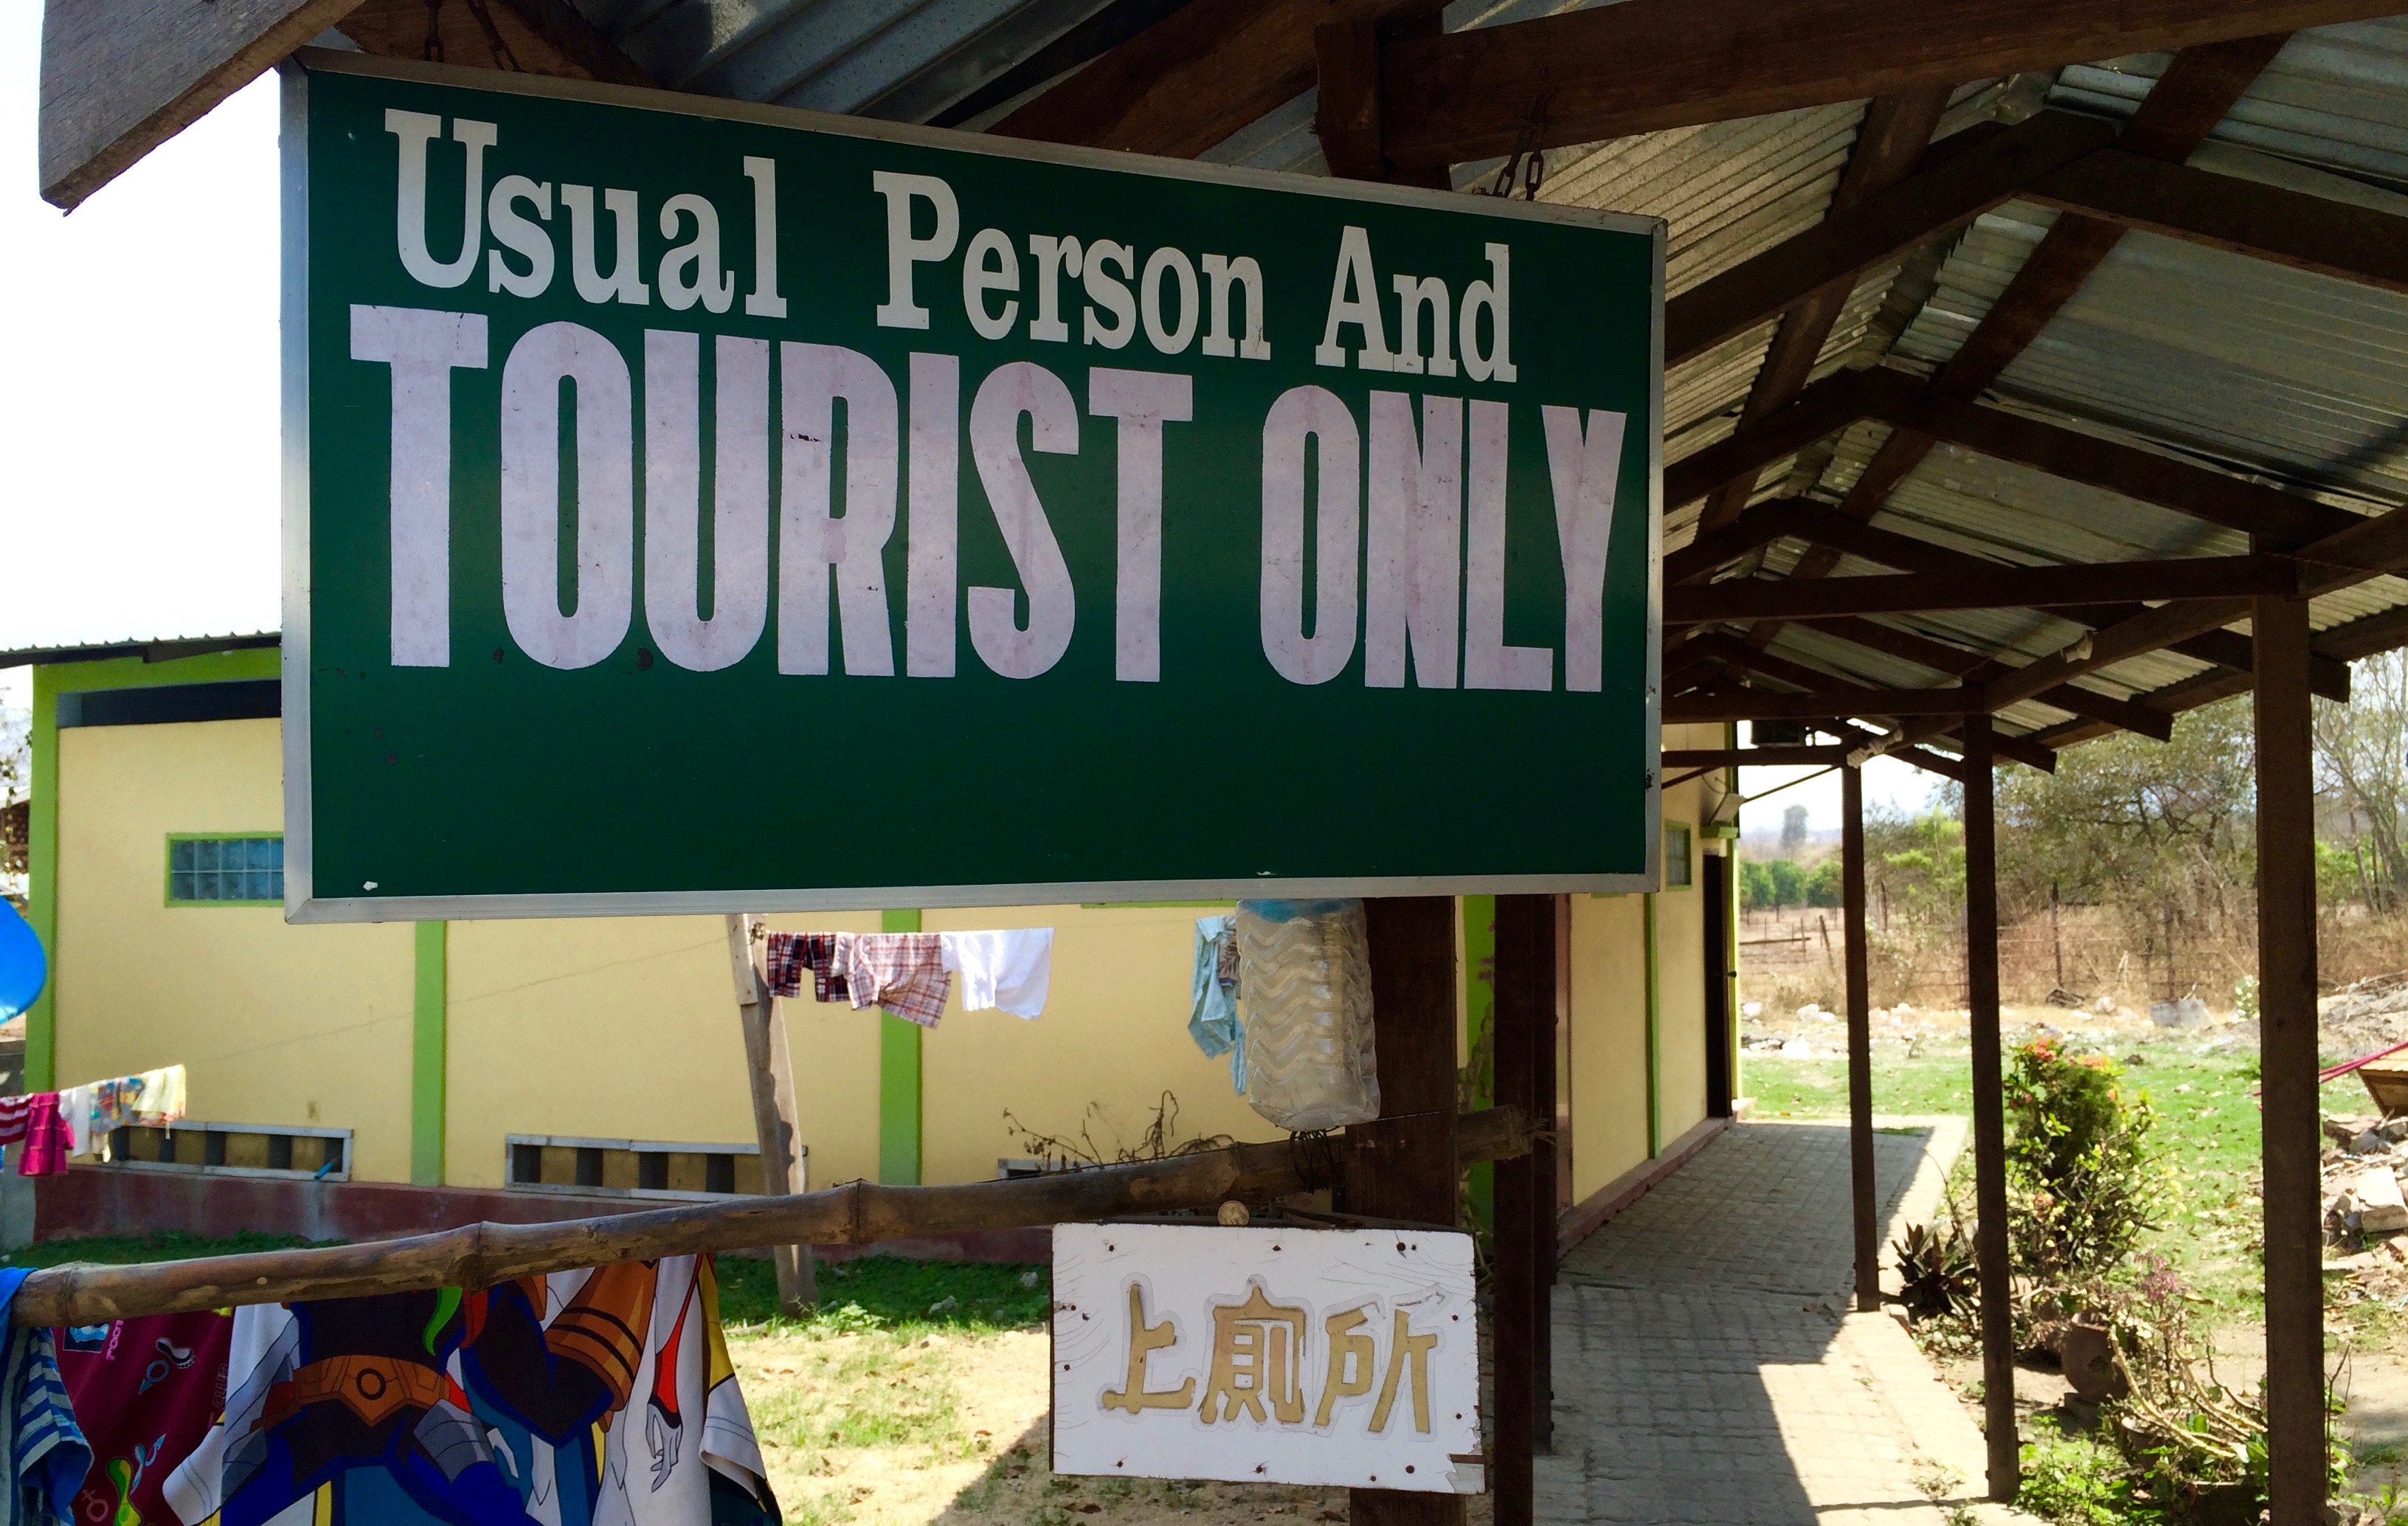 Usual Person And
TOURIST ONLY
上廁所